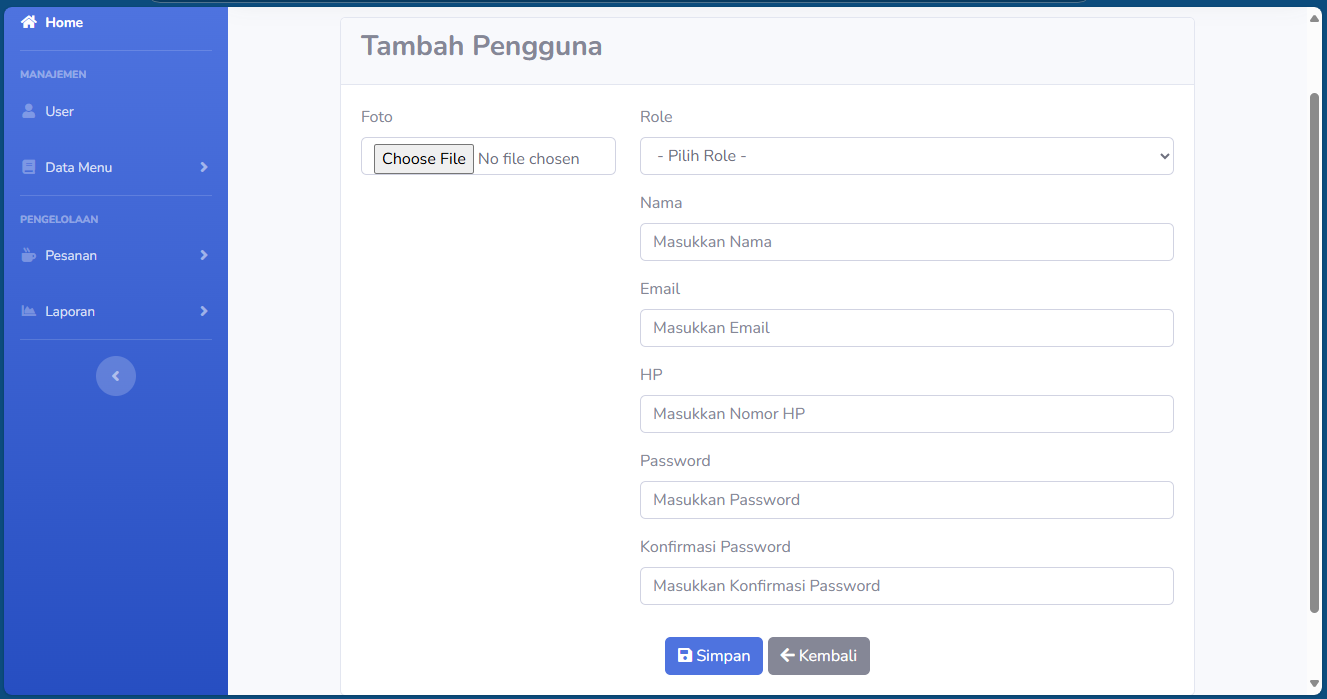 Home
MANAJEMEN
User
Data Menu
PENGELOLAAN
Pesanan
Laporan
Tambah Pengguna
Foto
Choose File No file chosen
Role
- Pilih Role -
Nama
Masukkan Nama
Email
Masukkan Email
HP
Masukkan Nomor HP
Password
Masukkan Password
Konfirmasi Password
Masukkan Konfirmasi Password
Simpan
Kembali